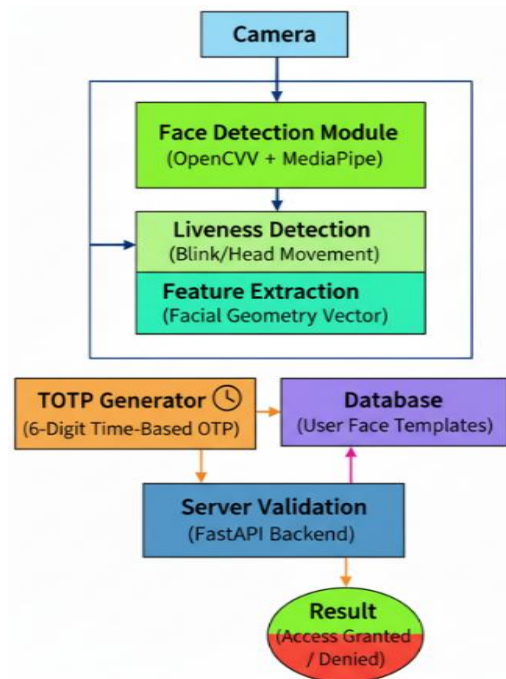 Camera
Face Detection Module
(OpenCVV + MediaPipe)
Liveness Detection
(Blink/Head Movement)
Feature Extraction
(Facial Geometry Vector)
TOTP Generator
(6-Digit Time-Based OTP)
Database
(User Face Templates)
Server Validation
(FastAPI Backend)
Result
(Access Granted
/ Denied)